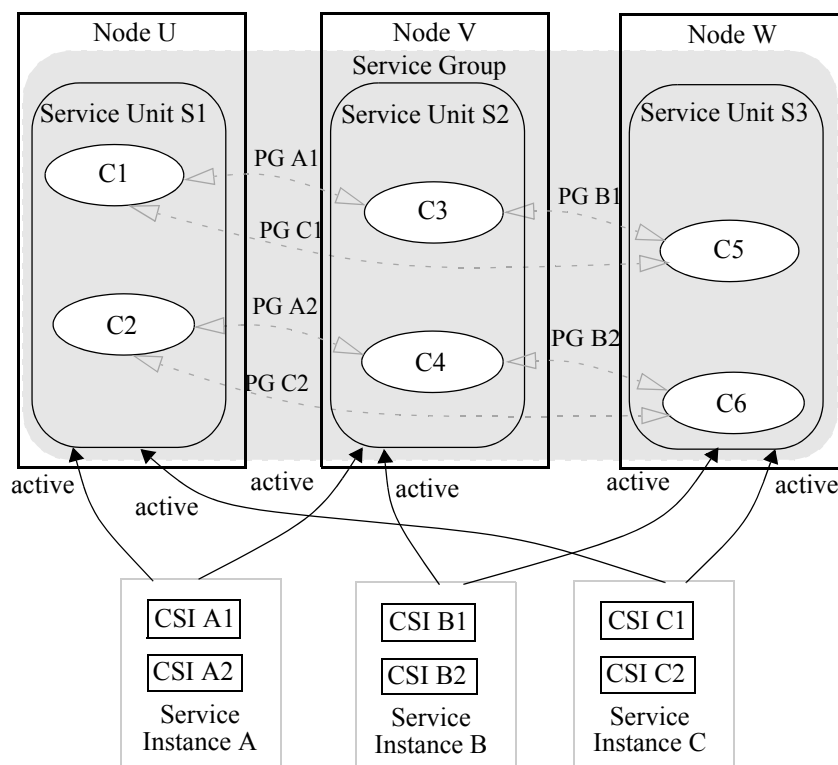 Node U
Node V
Node W
Service Group
Service Unit S1
Service Unit S2
Service Unit S3
C1
PG A1
C3
PG B1
PG C1
C5
C2
PG A2
C4
PG B2
PG C2
C6
active
active
active
active
active
active
CSI A1
CSI A2
Service
Instance A
CSI B1
CSI B2
Service
Instance B
CSI C1
CSI C2
Service
Instance C